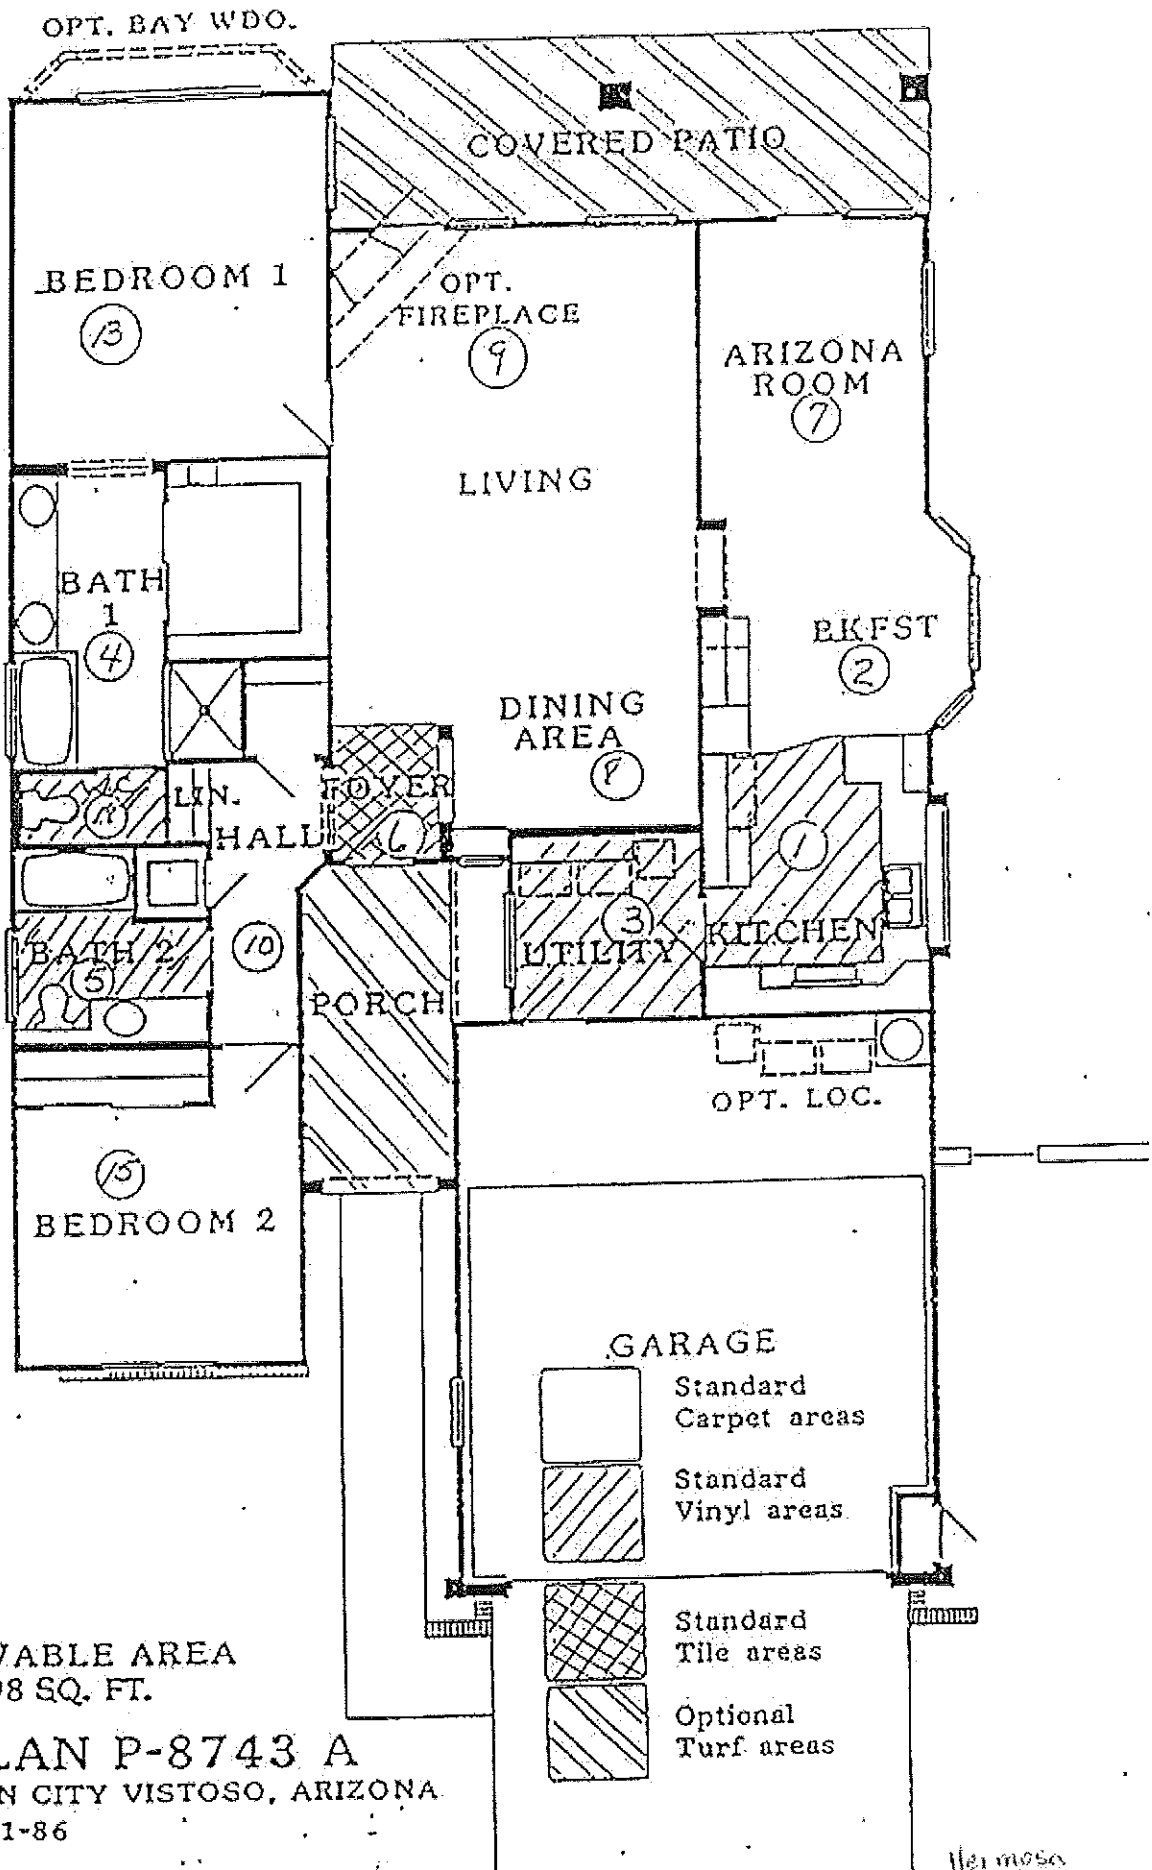 OPT. BAY WDO.
COVERED PATIO
BEDROOM 1
13
OPT.
FIREPLACE
9
ARIZONA
ROOM
7
LIVING
BATH
1
4
BKFST
2
DINING
AREA
8
W.C.
LIN.
HALL
FOYER
6
1
BATH 2
5
10
3
UTILITY
KITCHEN
PORCH
OPT. LOC.
15
BEDROOM 2
GARAGE
Standard
Carpet areas
Standard
Vinyl areas
Standard
Tile areas
Optional
Turf areas
VABLE AREA
98 SQ. FT.
LAN P-8743 A
N CITY VISTOSO, ARIZONA
1-86
Hermosa